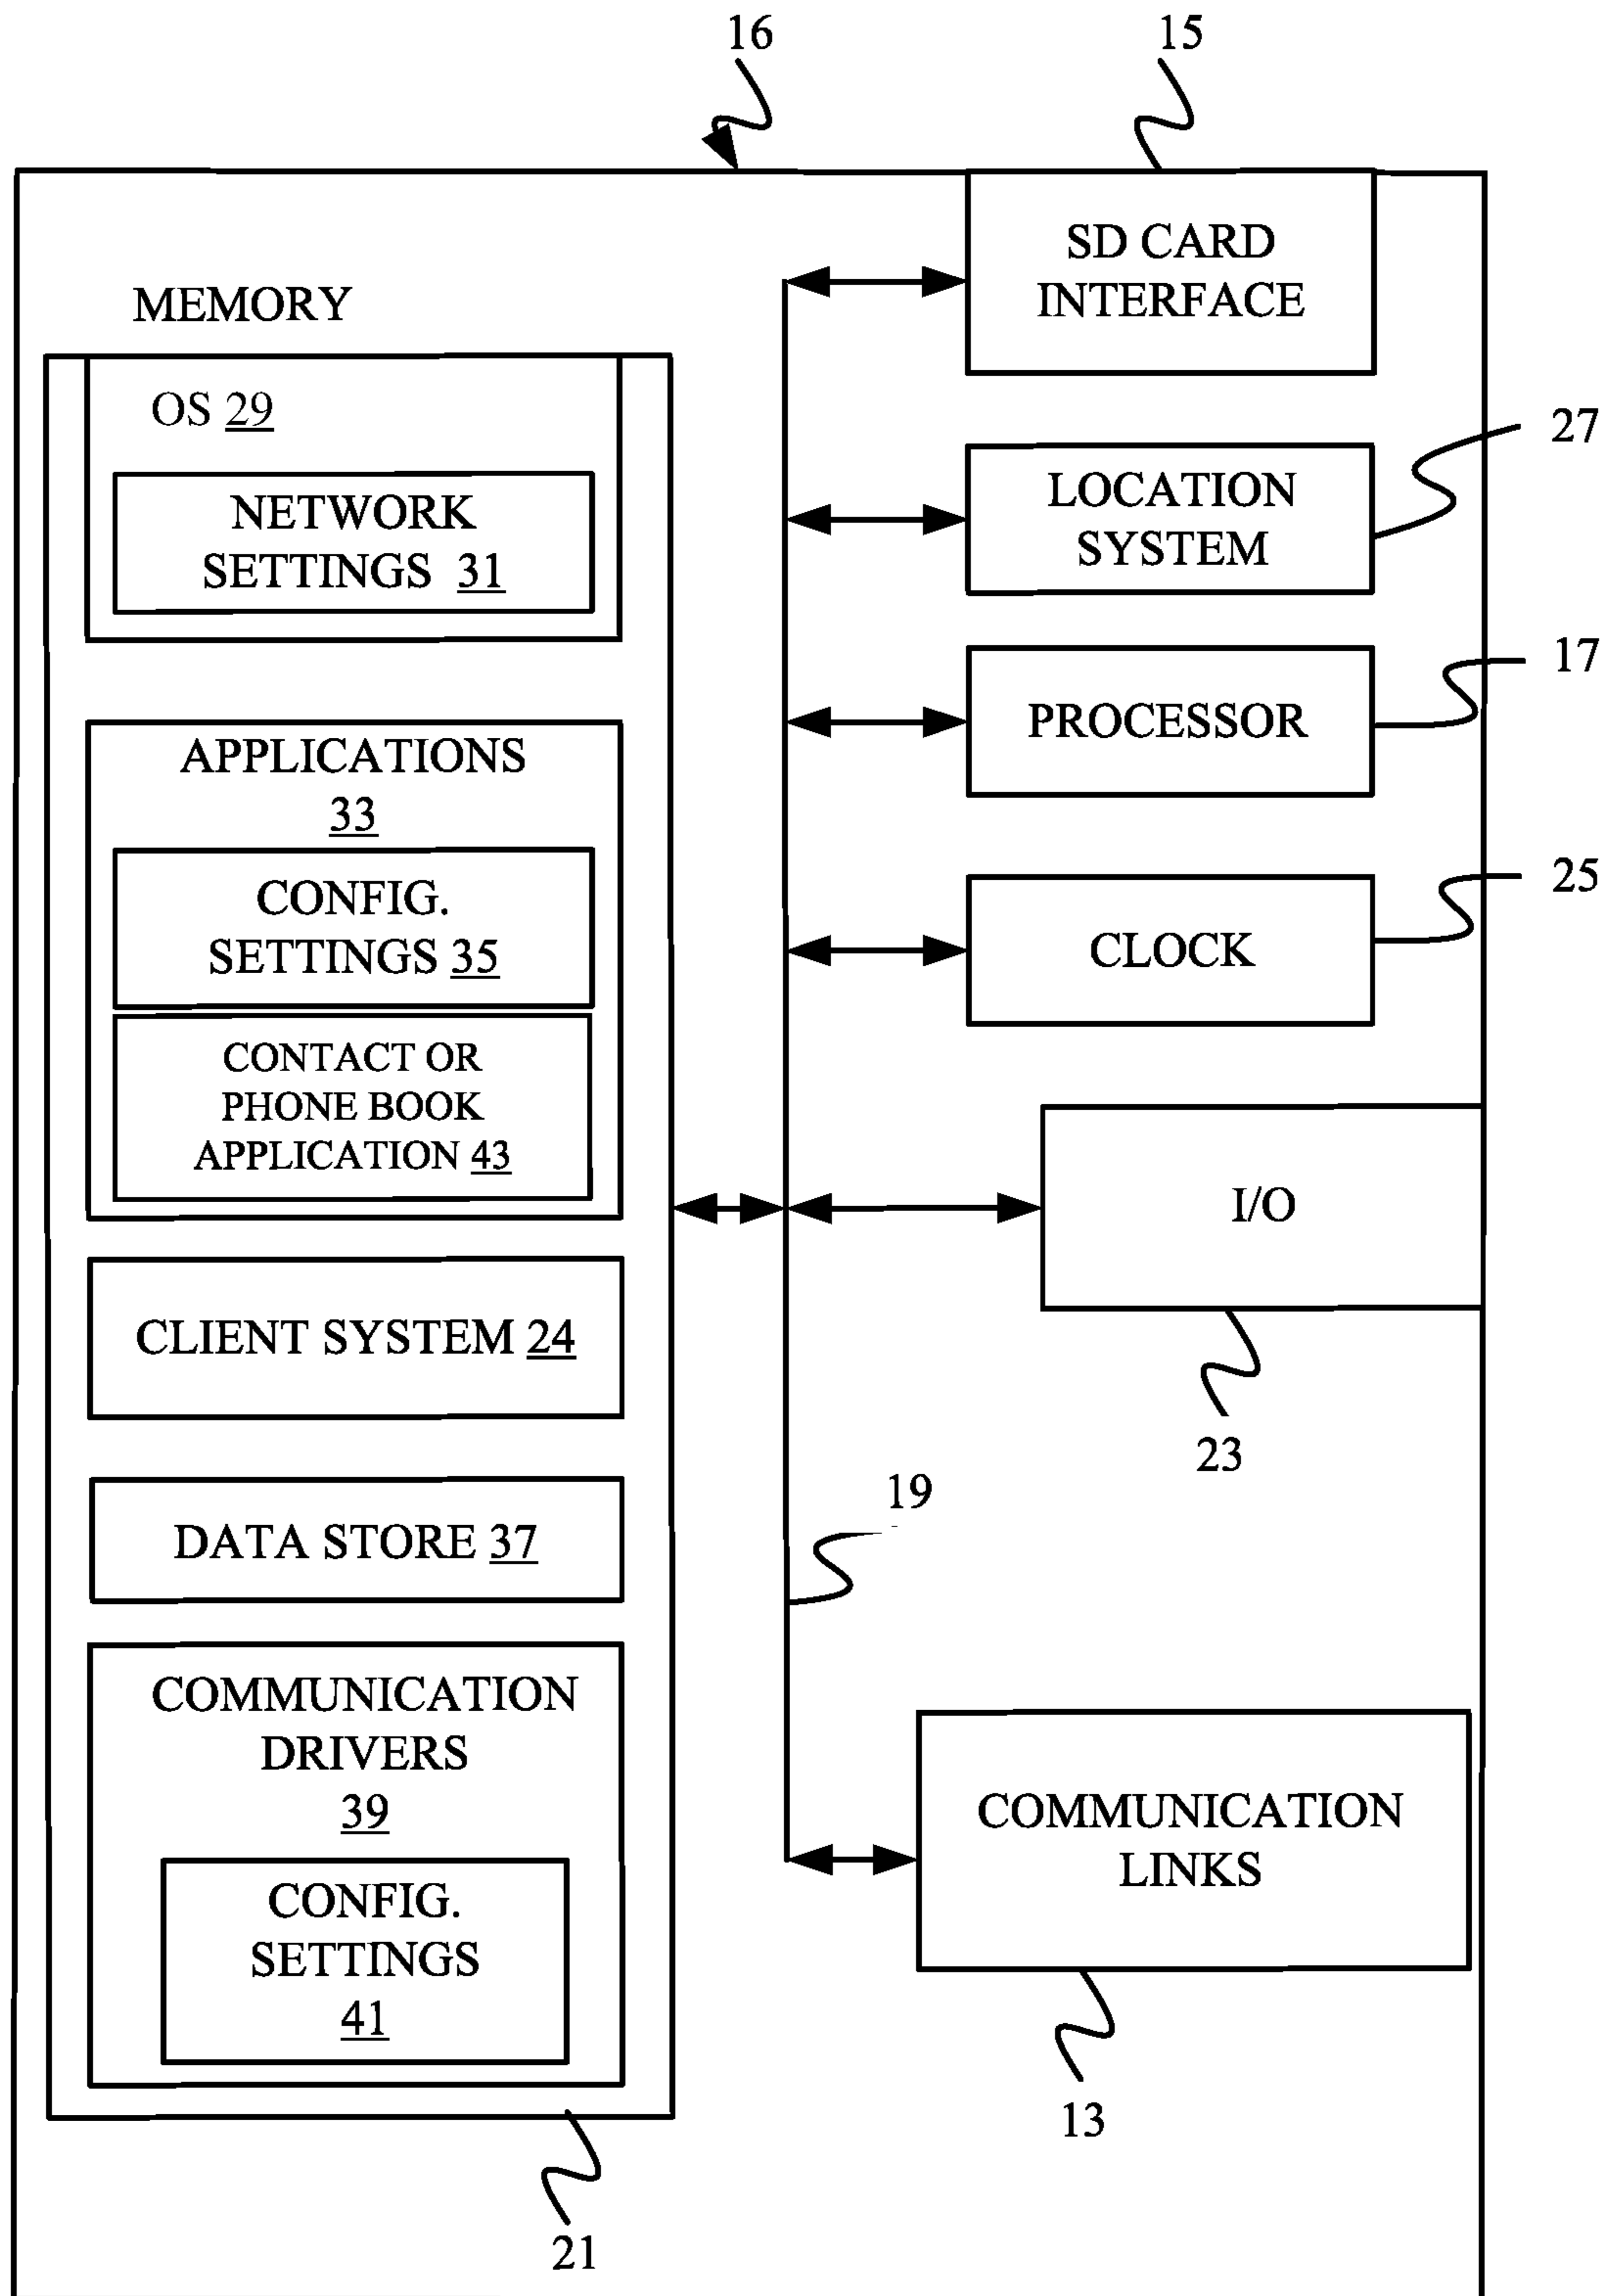 16
15
MEMORY
OS 29
NETWORK
SETTINGS 31
APPLICATIONS
33
CONFIG.
SETTINGS 35
CONTACT OR
PHONE BOOK
APPLICATION 43
CLIENT SYSTEM 24
DATA STORE 37
COMMUNICATION
DRIVERS
39
CONFIG.
SETTINGS
41
21
SD CARD
INTERFACE
LOCATION
SYSTEM
27
PROCESSOR
17
CLOCK
25
I/O
23
19
COMMUNICATION
LINKS
13